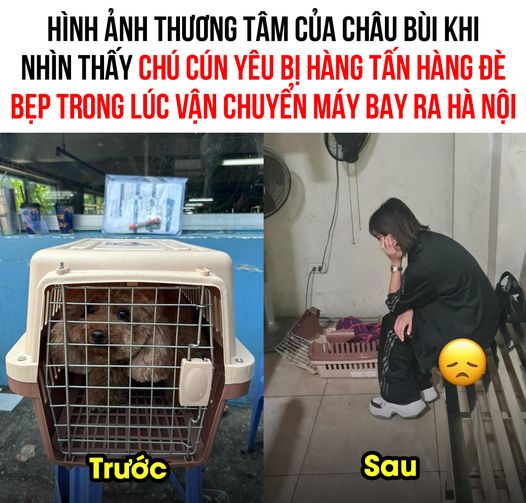 HÌNH ẢNH THƯƠNG TÂM CỦA CHÂU BÙI KHI
NHÌN THẤY CHÚ CÚN YÊU BỊ HÀNG TẤN HÀNG ĐÈ
BẸP TRONG LÚC VẬN CHUYỂN MÁY BAY RA HÀ NỘI
Trước
Sau